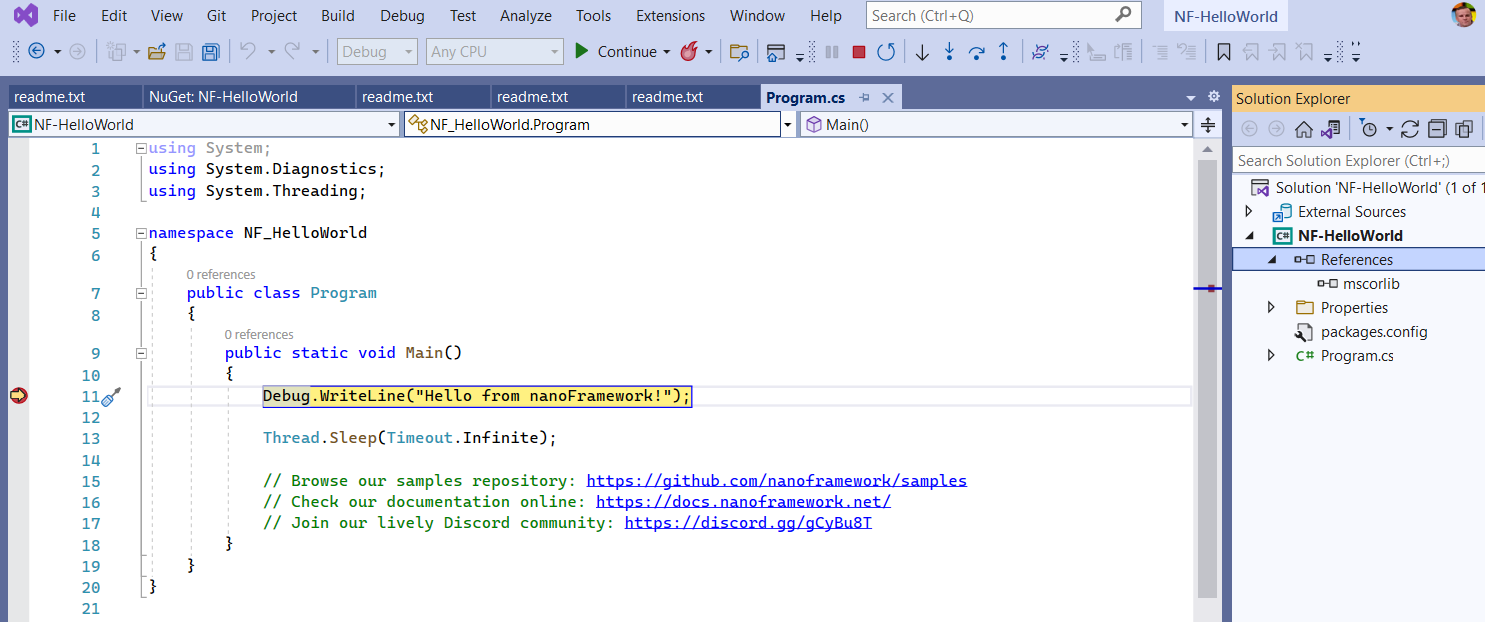 File Edit View Git Project Build Debug Test Analyze Tools Extensions Window Help Search (Ctrl+Q) NF-HelloWorld
Debug Any CPU Continue
readme.txt NuGet: NF-HelloWorld readme.txt readme.txt readme.txt Program.cs
C# NF-HelloWorld NF_HelloWorld.Program Main()
1 using System;
2 using System.Diagnostics;
3 using System.Threading;
4
5 namespace NF_HelloWorld
6 {
0 references
7 public class Program
8 {
0 references
9 public static void Main()
10 {
11 Debug.WriteLine("Hello from nanoFramework!");
12
13 Thread.Sleep(Timeout.Infinite);
14
15 // Browse our samples repository: https://github.com/nanoframework/samples
16 // Check our documentation online: https://docs.nanoframework.net/
17 // Join our lively Discord community: https://discord.gg/gCyBu8T
18 }
19 }
20 }
21
Solution Explorer
Search Solution Explorer (Ctrl+;)
Solution 'NF-HelloWorld' (1 of 1
External Sources
C# NF-HelloWorld
References
mscorlib
Properties
packages.config
C# Program.cs